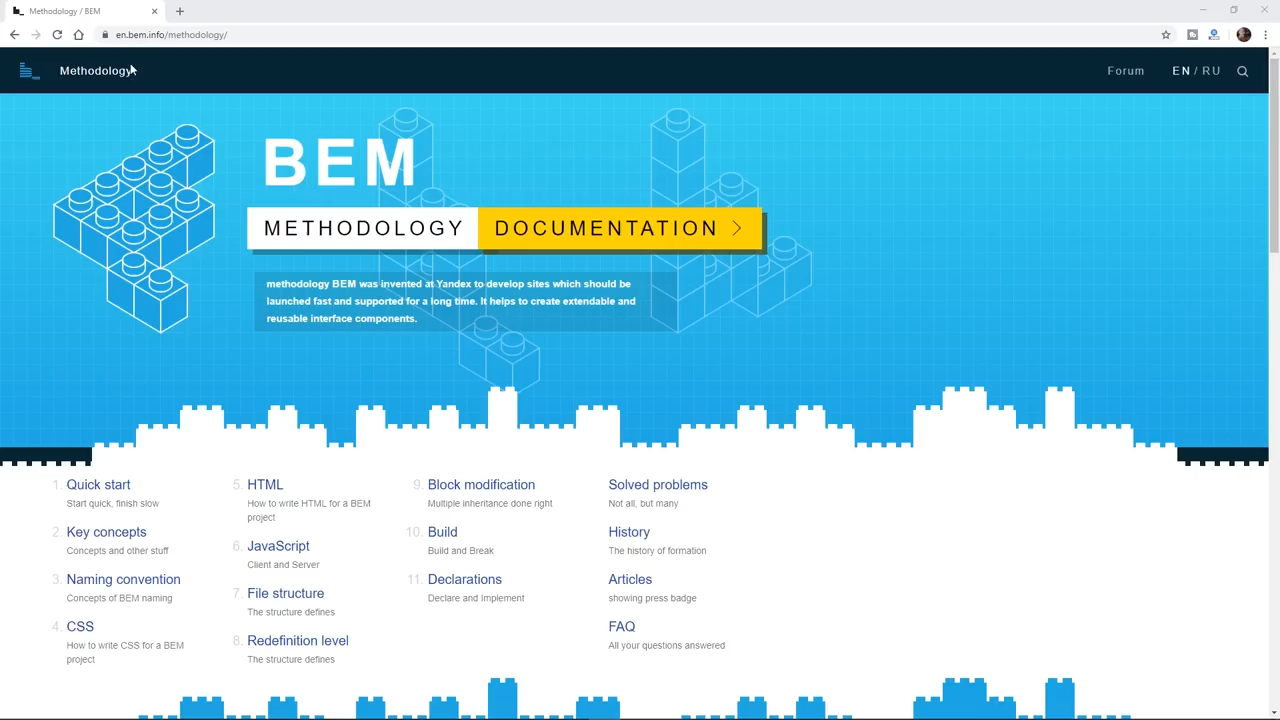 Methodology / BEM
en.bem.info/methodology/
Methodology
Forum
EN / RU
BEM
METHODOLOGY
DOCUMENTATION
methodology BEM was invented at Yandex to develop sites which should be
launched fast and supported for a long time. It helps to create extendable and
reusable interface components.
1. Quick start
Start quick, finish slow
2. Key concepts
Concepts and other stuff
3. Naming convention
Concepts of BEM naming
4. CSS
How to write CSS for a BEM
project
5. HTML
How to write HTML for a BEM
project
6. JavaScript
Client and Server
7. File structure
The structure defines
8. Redefinition level
The structure defines
9. Block modification
Multiple inheritance done right
10. Build
Build and Break
11. Declarations
Declare and Implement
Solved problems
Not all, but many
History
The history of formation
Articles
showing press badge
FAQ
All your questions answered